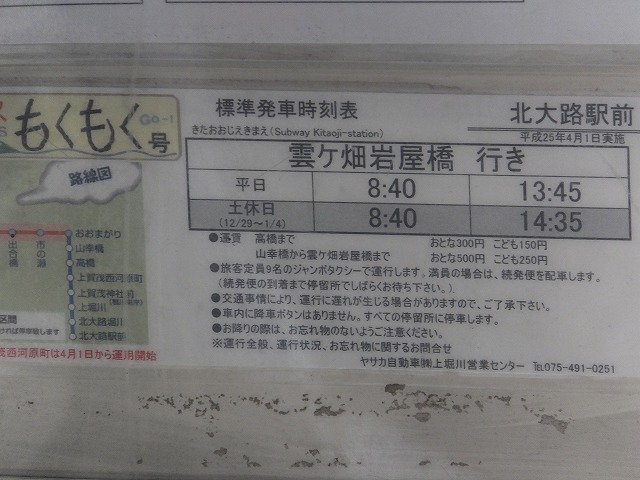 もくもく号
Go-1
路線図
おおまがり
山幸橋
高橋
上賀茂西河原町
上賀茂神社前
上堀川
北大路堀川
北大路駅前
出合橋
市の瀬
区間
茂西河原町は4月1日から運用開始
標準発車時刻表
北大路駅前
きたおおじえきまえ(Subway Kitaoji-station)
平成25年4月1日実施
雲ケ畑岩屋橋 行き
平日 8:40 13:45
土休日 (12/29～1/4) 8:40 14:35
●運賃 高橋まで おとな300円 こども150円
山幸橋から雲ケ畑岩屋橋まで おとな500円 こども250円
●旅客定員9名のジャンボタクシーで運行します。満員の場合は、続発便を配車します。
(続発便の到着まで停留所でしばらくお待ち下さい。)
●交通事情により、運行に遅れが生じる場合がありますので、ご了承下さい。
●車内に降車ボタンはありません。すべての停留所に停車します。
●お降りの際は、お忘れ物のないようご注意ください。
※運行全般、運行状況、お忘れ物に関するお問合せ
ヤサカ自動車㈱上堀川営業センター ℡075-491-0251